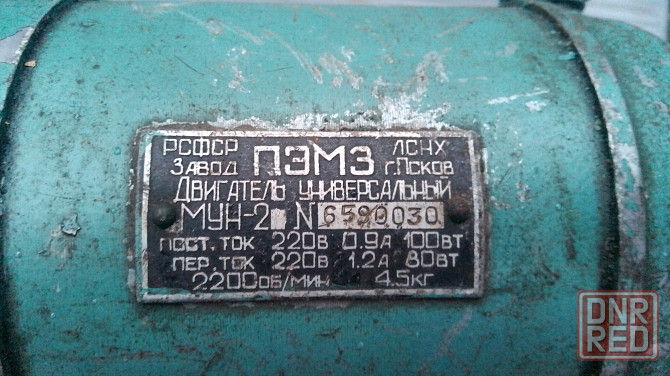 РСФСР ПЭМЗ ЛСНХ
ЗАВОД г.Псков
ДВИГАТЕЛЬ УНИВЕРСАЛЬНЫЙ
МУН-2 N 6590030
ПОСТ. ТОК 220В 0.9А 100ВТ
ПЕР. ТОК 220В 1.2А 80ВТ
2200ОБ/МИН 4.5КГ
DNR
RED